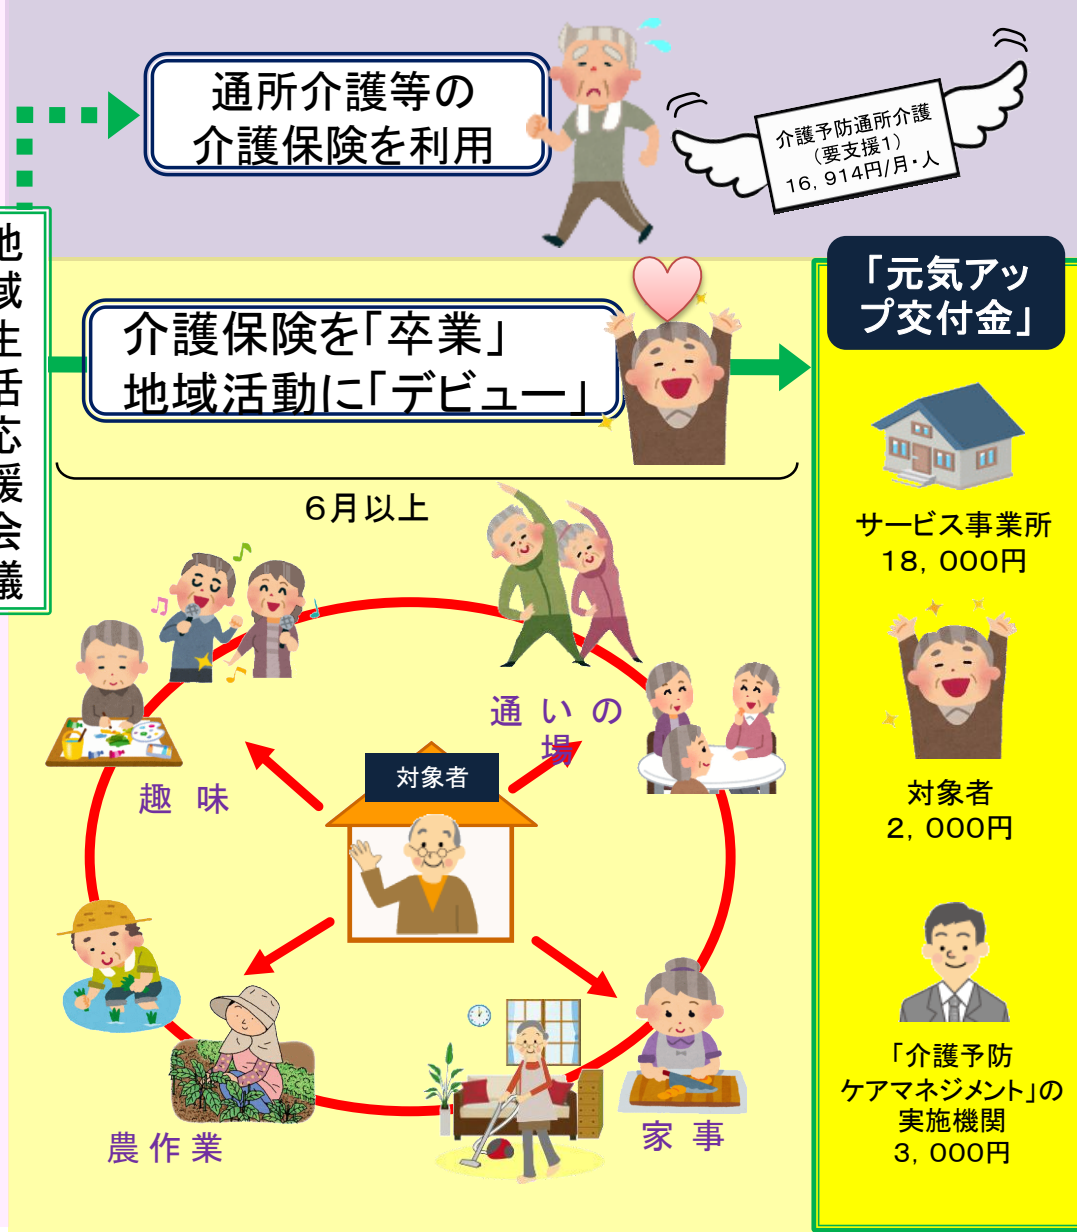 通所介護等の
介護保険を利用
介護予防通所介護
(要支援1)
16,914円/月・人
地域生活応援会議
介護保険を「卒業」
地域活動に「デビュー」
6月以上
趣 味
通 い の
場
対象者
農 作 業
家 事
「元気アッ
プ交付金」
サービス事業所
18,000円
対象者
2,000円
「介護予防
ケアマネジメント」の
実施機関
3,000円